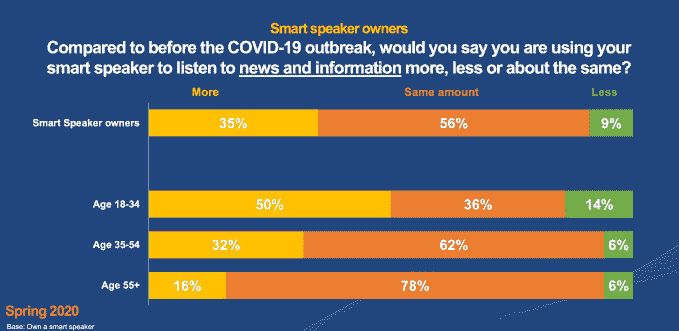 Smart speaker owners
Compared to before the COVID-19 outbreak, would you say you are using your
smart speaker to listen to news and information more, less or about the same?
More Same amount Less
Smart Speaker owners 35% 56% 9%
Age 18-34 50% 36% 14%
Age 35-54 32% 62% 6%
Age 55+ 16% 78% 6%
Spring 2020
Base: Own a smart speaker